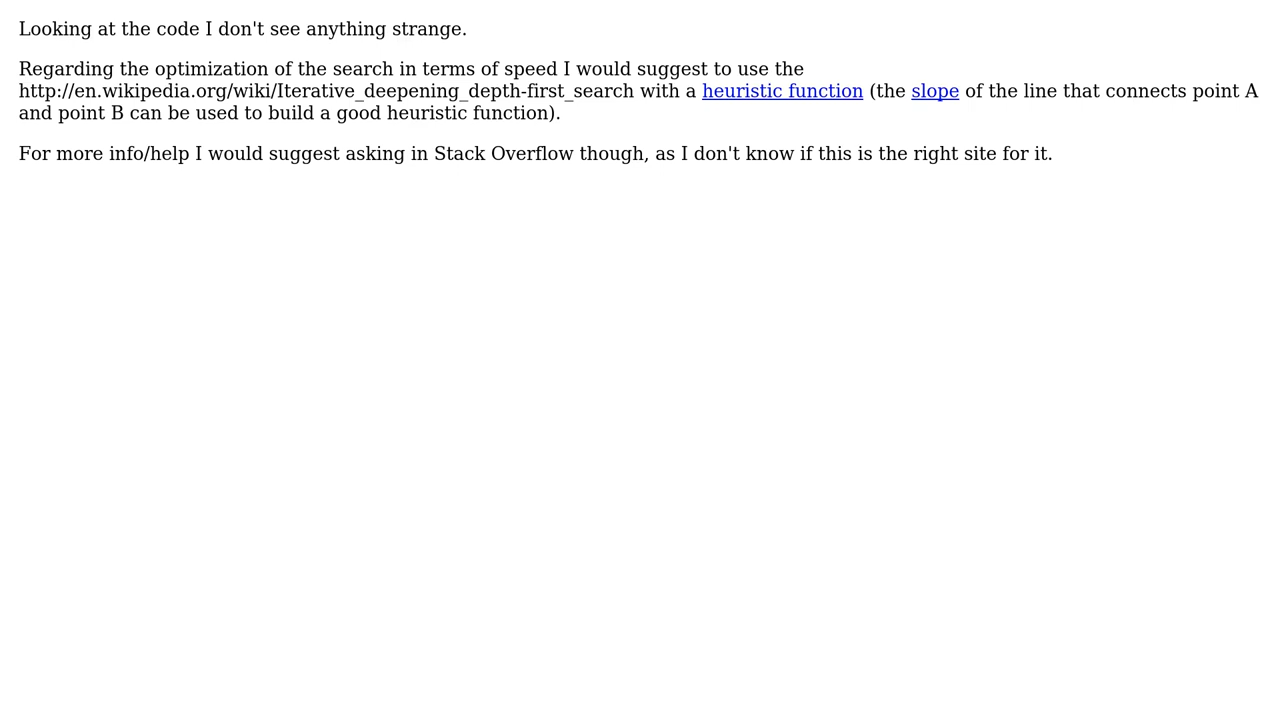 Looking at the code I don't see anything strange.
Regarding the optimization of the search in terms of speed I would suggest to use the
http://en.wikipedia.org/wiki/Iterative_deepening_depth-first_search with a heuristic function (the slope of the line that connects point A
and point B can be used to build a good heuristic function).
For more info/help I would suggest asking in Stack Overflow though, as I don't know if this is the right site for it.